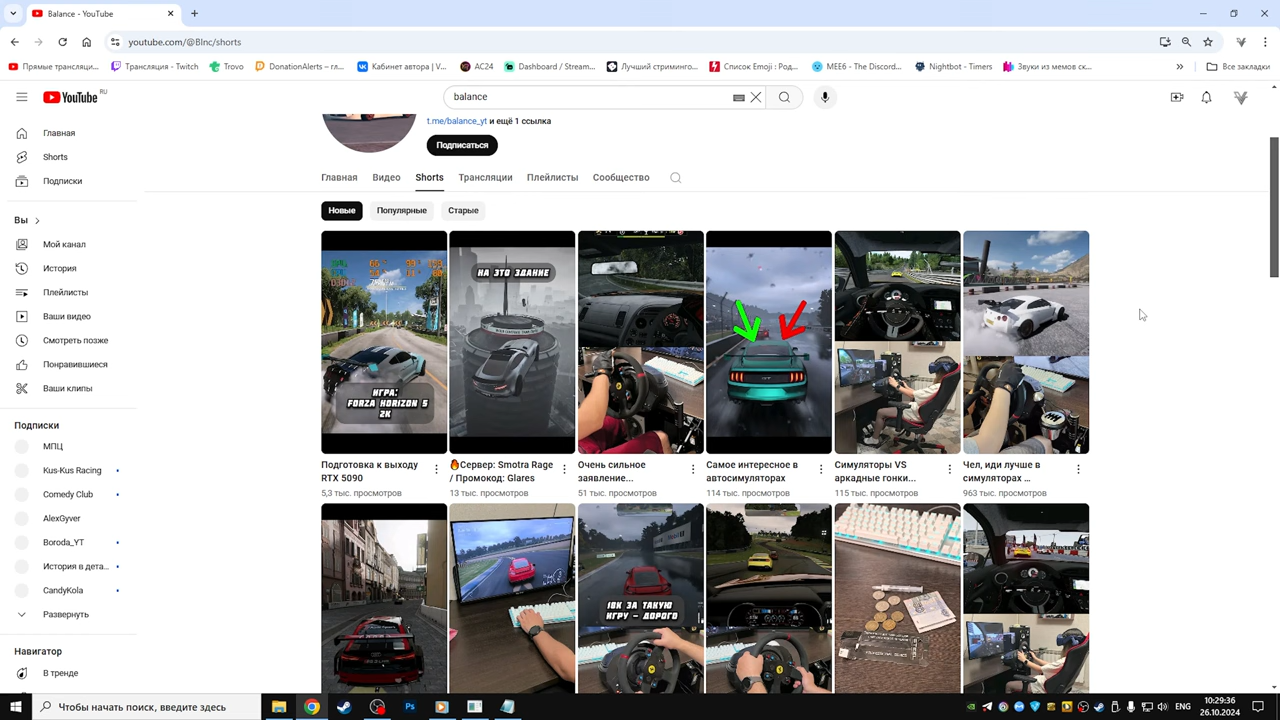 Balance - YouTube
youtube.com/@Blnc/shorts
Прямые трансляци...
Трансляция - Twitch
Trovo
DonationAlerts – гл...
Кабинет автора | V...
AC24
Dashboard / Stream...
Лучший стриминго...
Список Emoji : Род...
MEE6 - The Discord...
Nightbot - Timers
Звуки из мемов ск...
Все закладки
YouTube
RU
balance
Главная
Shorts
Подписки
Вы
Мой канал
История
Плейлисты
Ваши видео
Смотреть позже
Понравившиеся
Ваши клипы
Подписки
МПЦ
Kus-Kus Racing
Comedy Club
AlexGyver
Boroda_YT
История в дета...
CandyKola
Развернуть
Навигатор
В тренде
t.me/balance_yt и ещё 1 ссылка
Подписаться
Главная
Видео
Shorts
Трансляции
Плейлисты
Сообщество
Новые
Популярные
Старые
ИГРА:
FORZA HORIZON 5
2K
НА ЭТО ЗДАНИЕ
Подготовка к выходу
RTX 5090
5,3 тыс. просмотров
🔥Сервер: Smotra Rage
/ Промокод: Glares
13 тыс. просмотров
Очень сильное
заявление...
51 тыс. просмотров
Самое интересное в
автосимуляторах
114 тыс. просмотров
Симуляторы VS
аркадные гонки...
115 тыс. просмотров
Чел, иди лучше в
симуляторах ...
963 тыс. просмотров
10К ЗА ТАКУЮ
ИГРУ – ДОРОГО
Чтобы начать поиск, введите здесь
ENG
10:29:36
26.10.2024